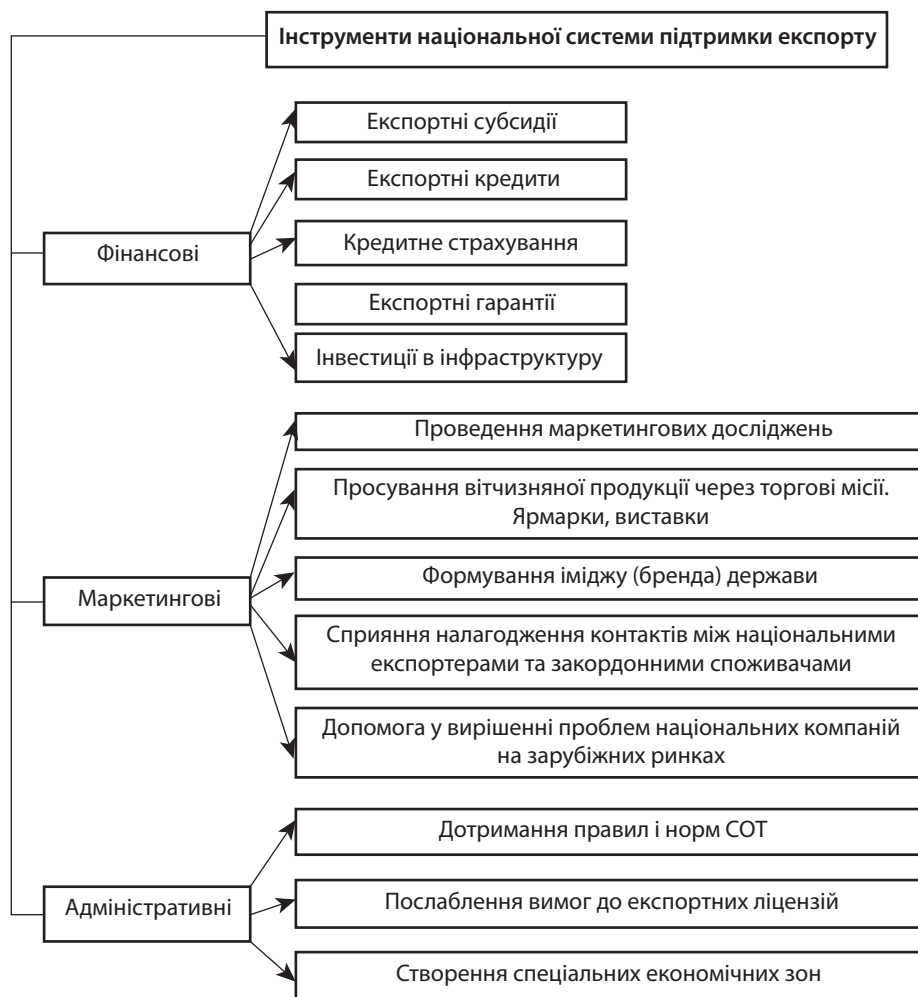 Інструменти національної системи підтримки експорту
Фінансові
Експортні субсидії
Експортні кредити
Кредитне страхування
Експортні гарантії
Інвестиції в інфраструктуру
Маркетингові
Проведення маркетингових досліджень
Просування вітчизняної продукції через торгові місії.
Ярмарки, виставки
Формування іміджу (бренда) держави
Сприяння налагодження контактів між національними
експортерами та закордонними споживачами
Допомога у вирішенні проблем національних компаній
на зарубіжних ринках
Адміністративні
Дотримання правил і норм СОТ
Послаблення вимог до експортних ліцензій
Створення спеціальних економічних зон